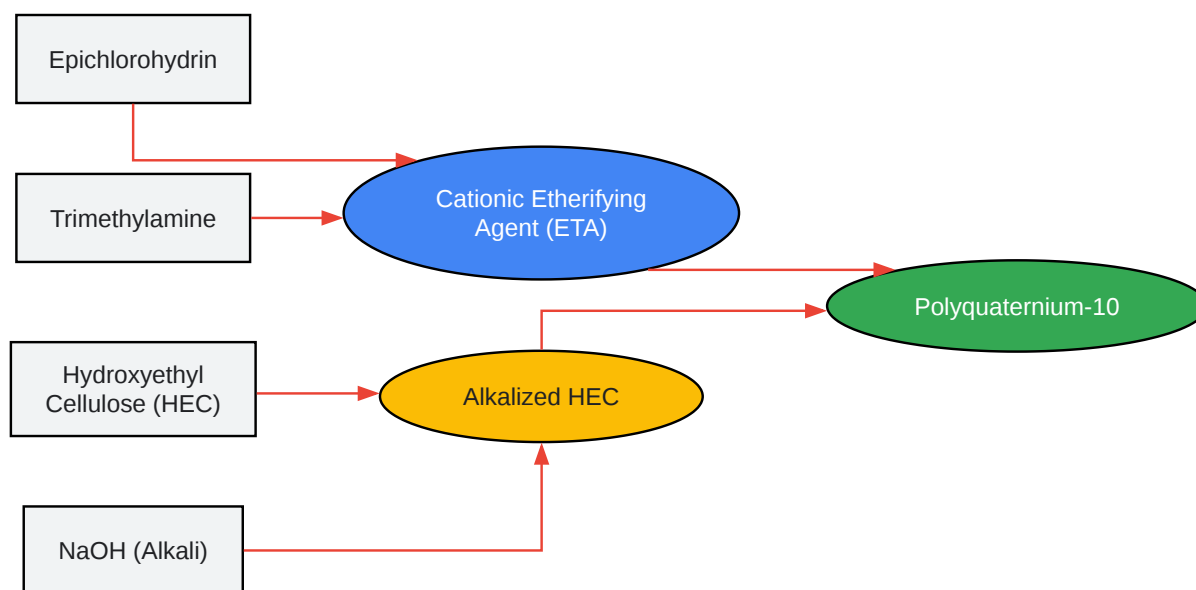 Epichlorohydrin
Trimethylamine
Cationic Etherifying
Agent (ETA)
Polyquaternium-10
Hydroxyethyl
Cellulose (HEC)
Alkalized HEC
NaOH (Alkali)